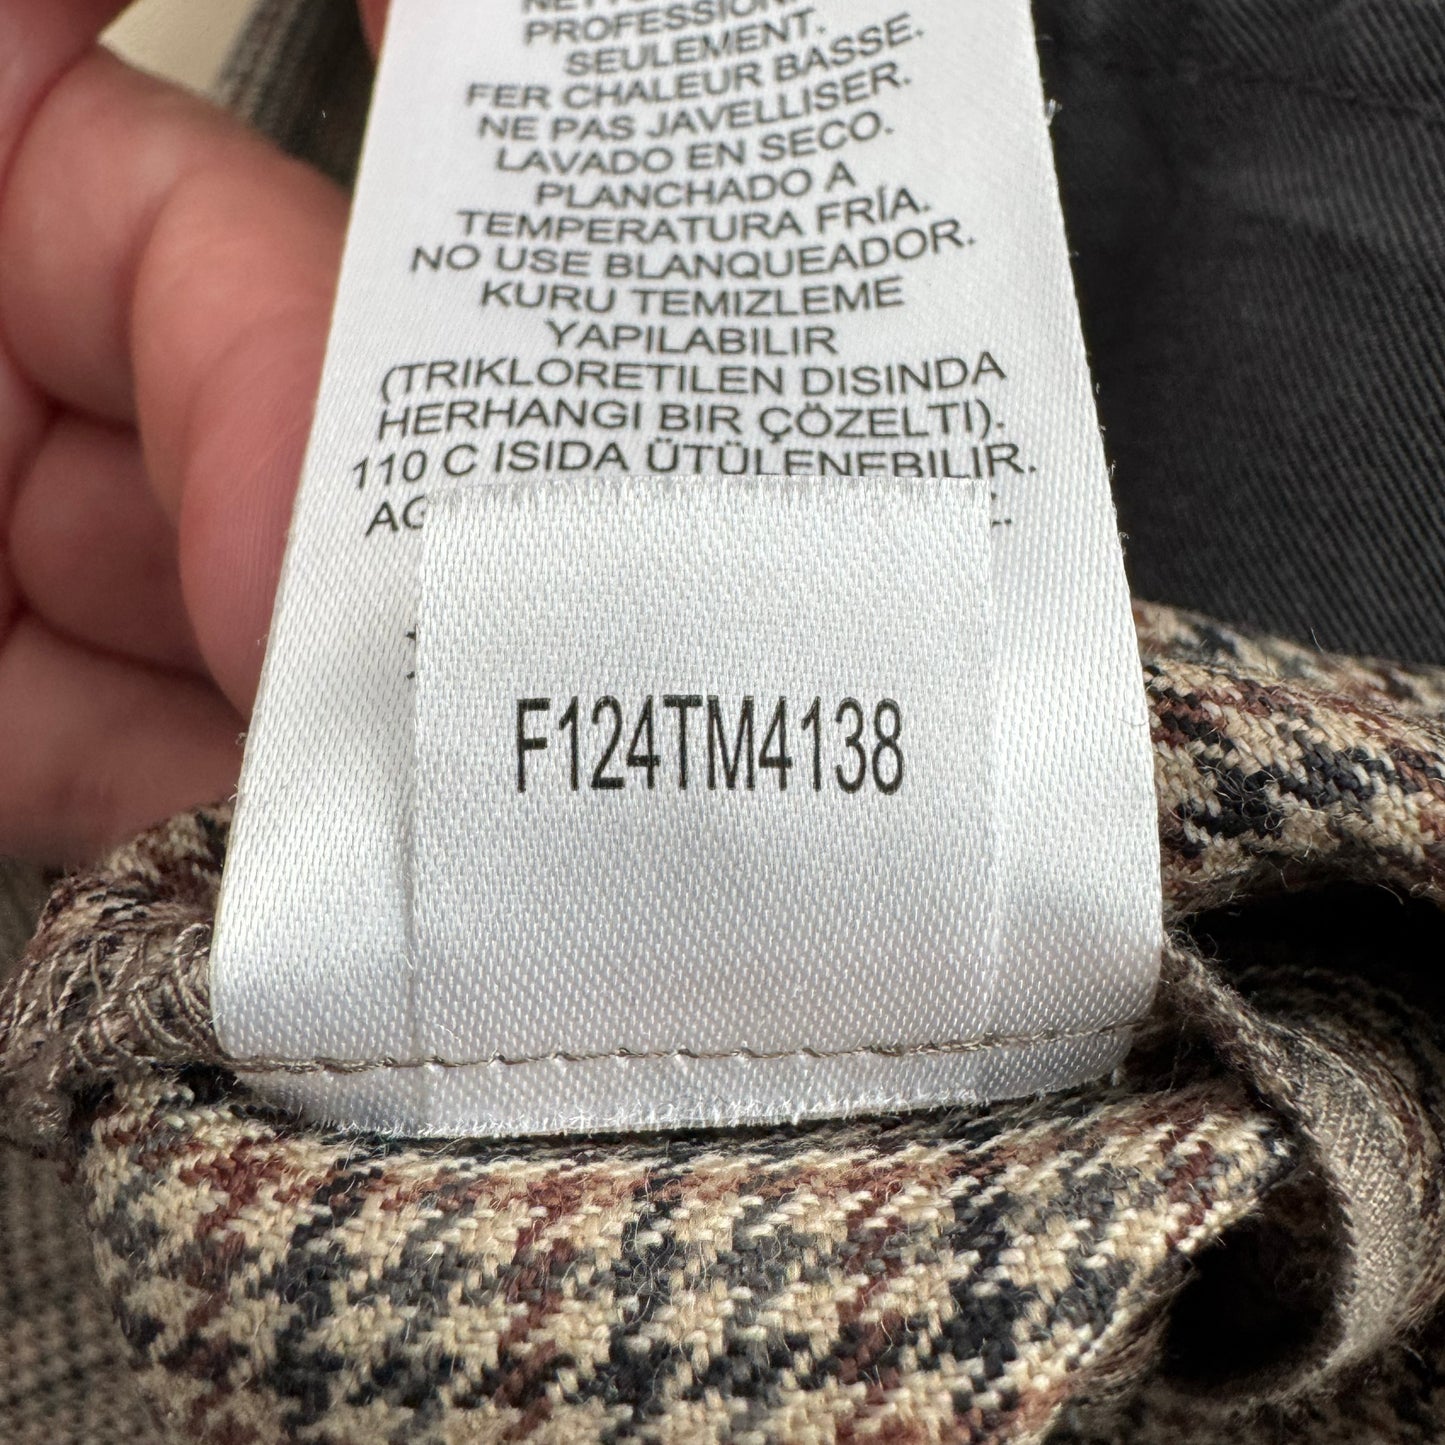 PROFESSIONNEL
SEULEMENT.
FER CHALEUR BASSE.
NE PAS JAVELLISER.
LAVADO EN SECO.
PLANCHADO A
TEMPERATURA FRÍA.
NO USE BLANQUEADOR.
KURU TEMIZLEME
YAPILABILIR
(TRIKLORETILEN DISINDA
HERHANGI BIR ÇÖZELTI).
110 C ISIDA ÜTÜLENEBILIR.
F124TM4138